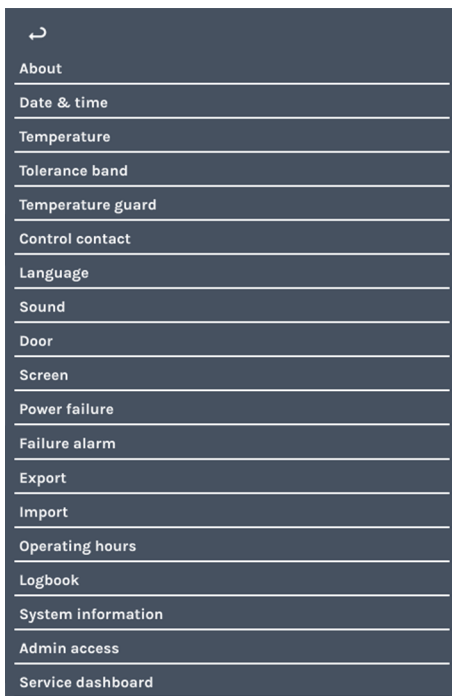 About
Date & time
Temperature
Tolerance band
Temperature guard
Control contact
Language
Sound
Door
Screen
Power failure
Failure alarm
Export
Import
Operating hours
Logbook
System information
Admin access
Service dashboard